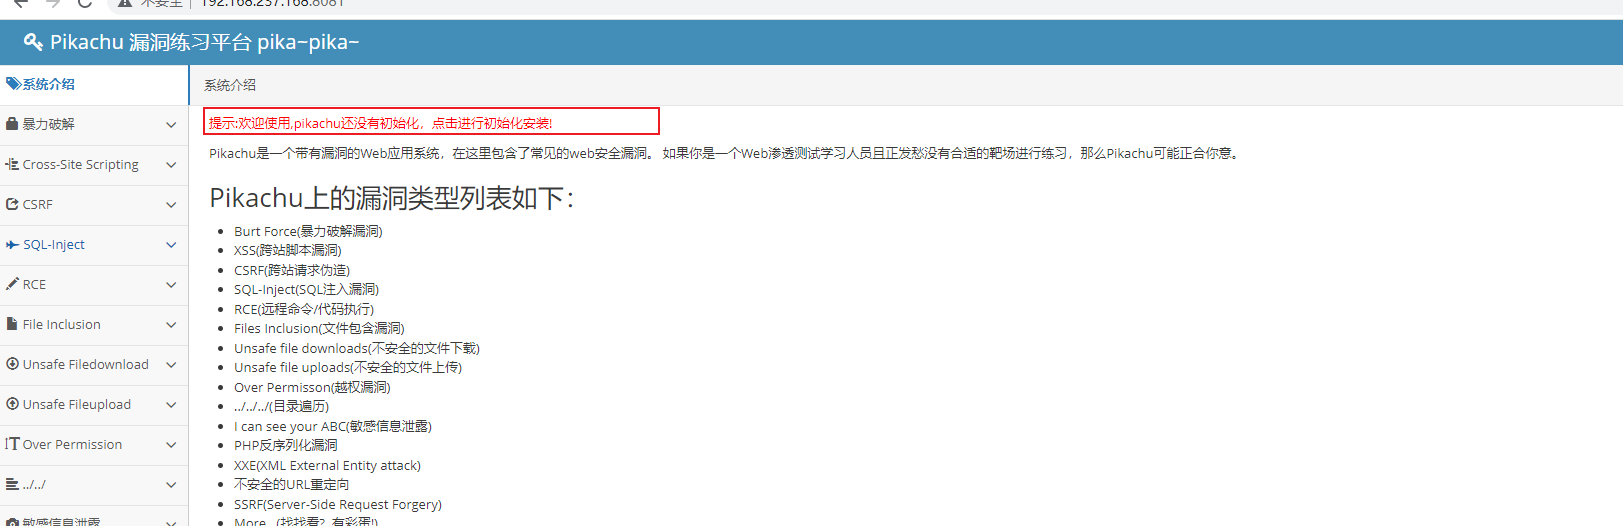 不安全 | 192.168.237.168:8081
Pikachu 漏洞练习平台 pika~pika~
系统介绍
暴力破解
Cross-Site Scripting
CSRF
SQL-Inject
RCE
File Inclusion
Unsafe Filedownload
Unsafe Fileupload
Over Permission
../../
敏感信息泄露
系统介绍
提示:欢迎使用,pikachu还没有初始化，点击进行初始化安装!
Pikachu是一个带有漏洞的Web应用系统，在这里包含了常见的web安全漏洞。 如果你是一个Web渗透测试学习人员且正发愁没有合适的靶场进行练习，那么Pikachu可能正合你意。
Pikachu上的漏洞类型列表如下：
Burt Force(暴力破解漏洞)
XSS(跨站脚本漏洞)
CSRF(跨站请求伪造)
SQL-Inject(SQL注入漏洞)
RCE(远程命令/代码执行)
Files Inclusion(文件包含漏洞)
Unsafe file downloads(不安全的文件下载)
Unsafe file uploads(不安全的文件上传)
Over Permisson(越权漏洞)
../../../(目录遍历)
I can see your ABC(敏感信息泄露)
PHP反序列化漏洞
XXE(XML External Entity attack)
不安全的URL重定向
SSRF(Server-Side Request Forgery)
More...(找找看?..有彩蛋!)